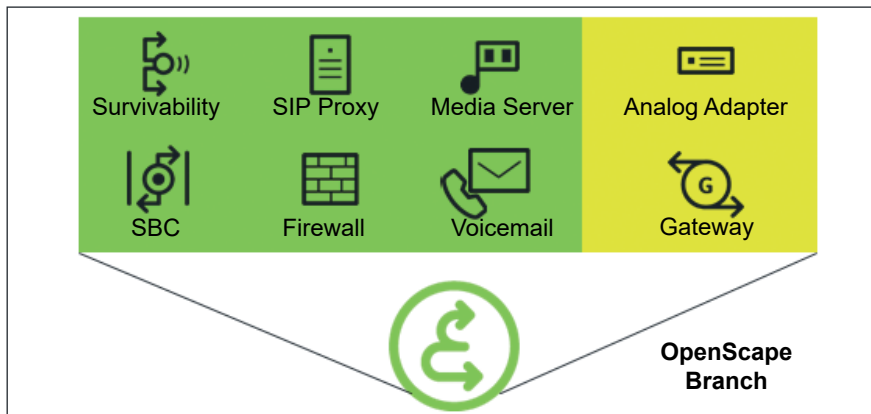 Survivability SIP Proxy Media Server Analog Adapter
SBC Firewall Voicemail G Gateway
OpenScape
Branch